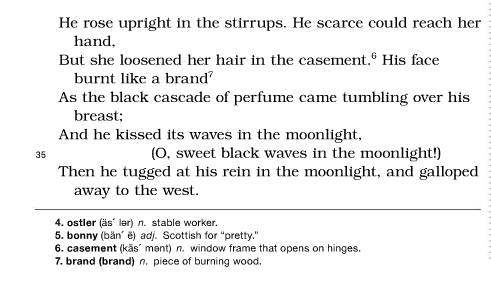 He rose upright in the stirrups. He scarce could reach her
hand,
But she loosened her hair in the casement.⁶ His face
burnt like a brand⁷
As the black cascade of perfume came tumbling over his
breast;
And he kissed its waves in the moonlight,
35 (O, sweet black waves in the moonlight!)
Then he tugged at his rein in the moonlight, and galloped
away to the west.
4. ostler (äs´ lər) n. stable worker.
5. bonny (bän´ ē) adj. Scottish for “pretty.”
6. casement (kās´ mənt) n. window frame that opens on hinges.
7. brand (brand) n. piece of burning wood.